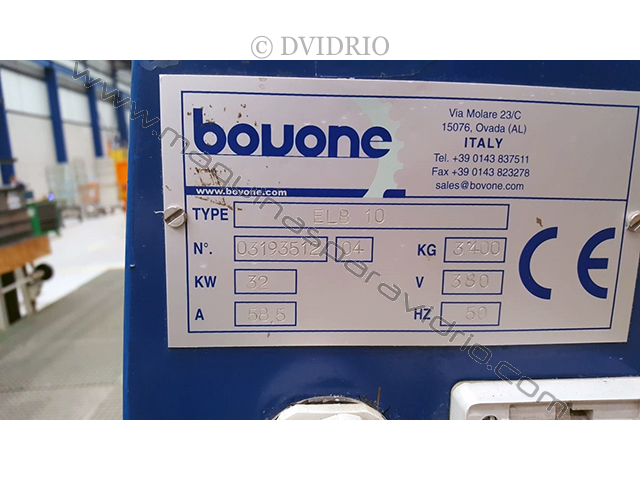 © DVIDRIO
www.maquinasparavidrio.com
bovone
www.bovone.com
Via Molare 23/C
15076, Ovada (AL)
ITALY
Tel. +39 0143 837511
Fax +39 0143 823278
sales@bovone.com
TYPE ELB 10
N°. 03193512 04 KG 3400
KW 32 V 380
A 58,5 HZ 50
CE